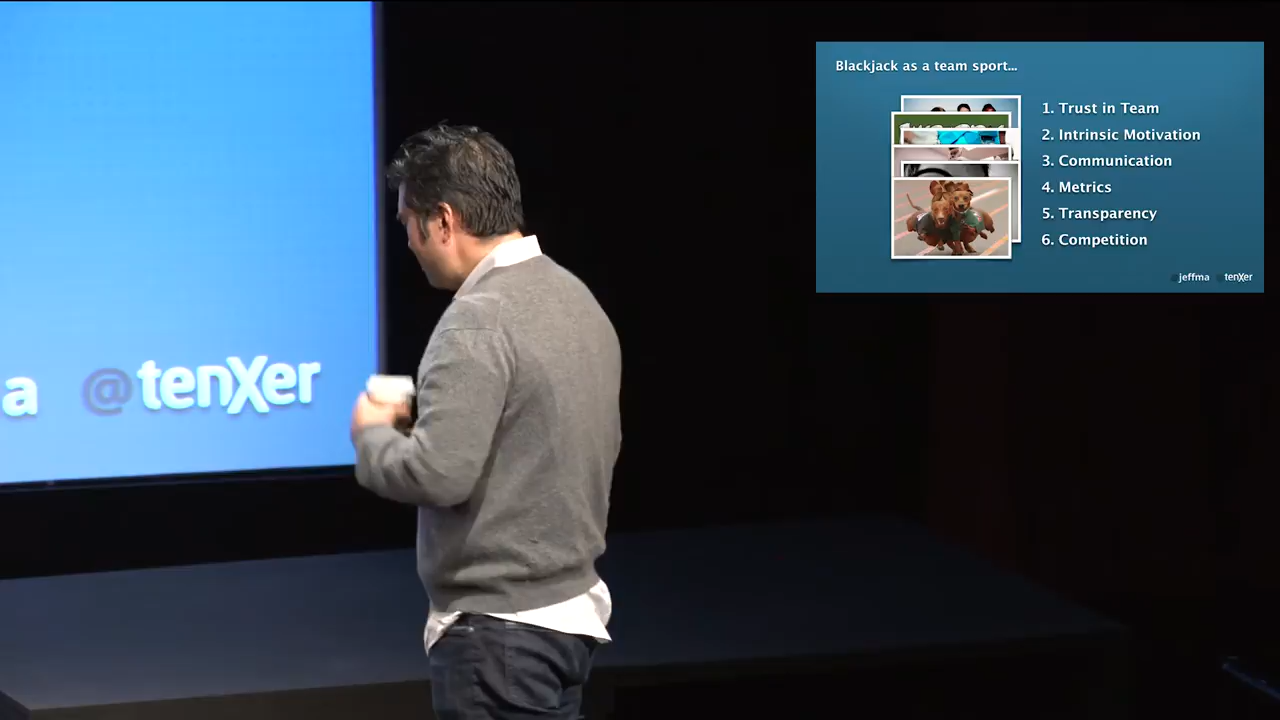 a @tenXer
Blackjack as a team sport...
1. Trust in Team
2. Intrinsic Motivation
3. Communication
4. Metrics
5. Transparency
6. Competition
@jeffma @tenXer